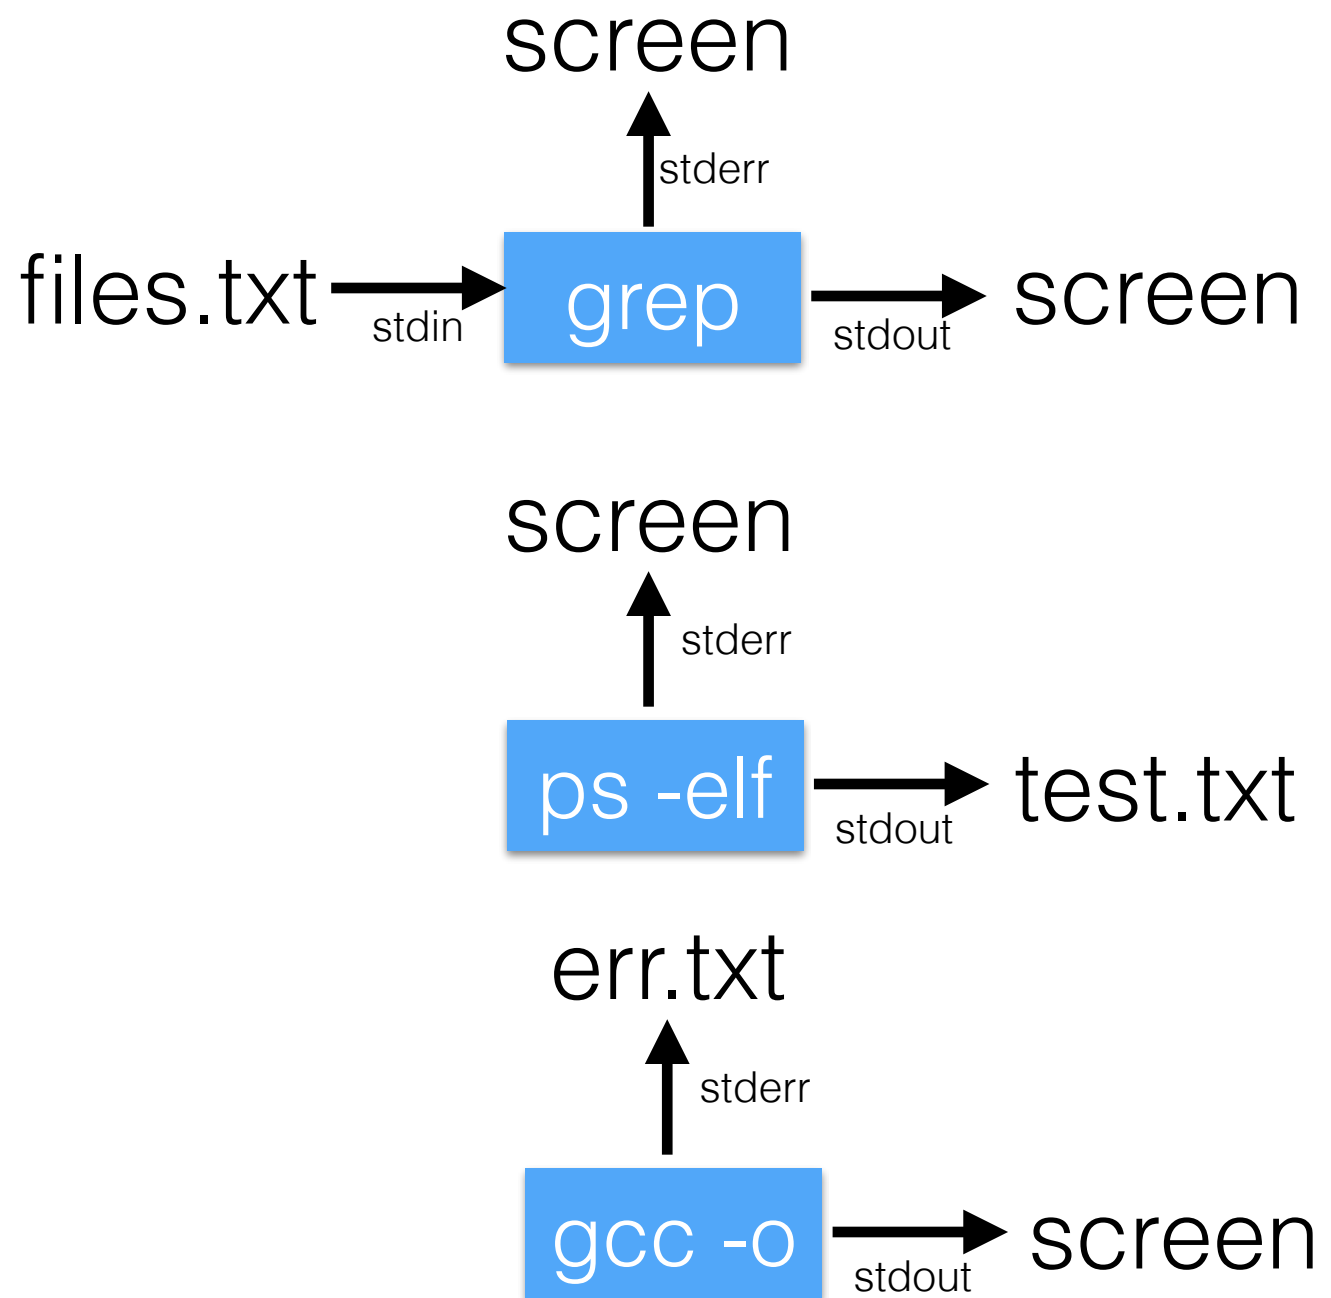 screen
stderr
files.txt
stdin
grep
stdout
screen
screen
stderr
ps -elf
stdout
test.txt
err.txt
stderr
gcc -o
stdout
screen